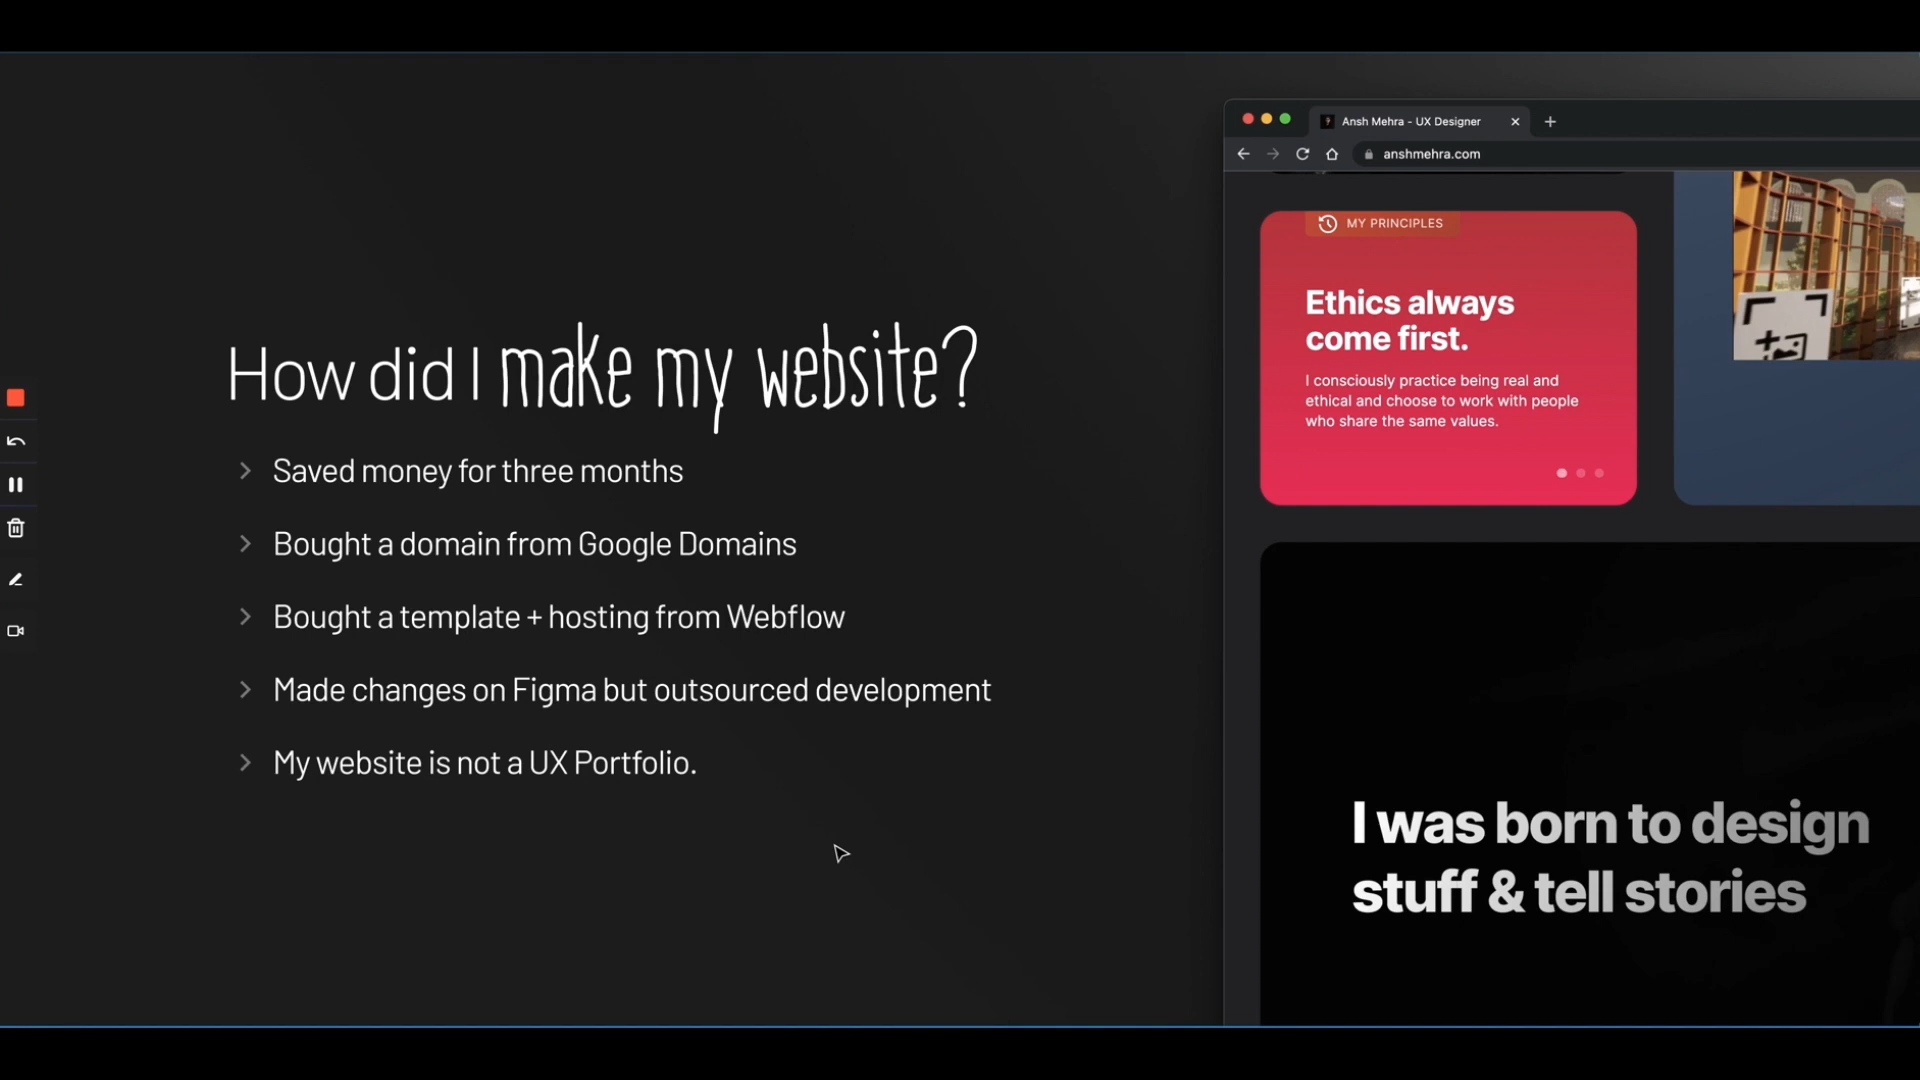 How did I make my website?
Saved money for three months
Bought a domain from Google Domains
Bought a template + hosting from Webflow
Made changes on Figma but outsourced development
My website is not a UX Portfolio.
Ansh Mehra - UX Designer
anshmehra.com
MY PRINCIPLES
Ethics always
come first.
I consciously practice being real and
ethical and choose to work with people
who share the same values.
I was born to design
stuff & tell stories